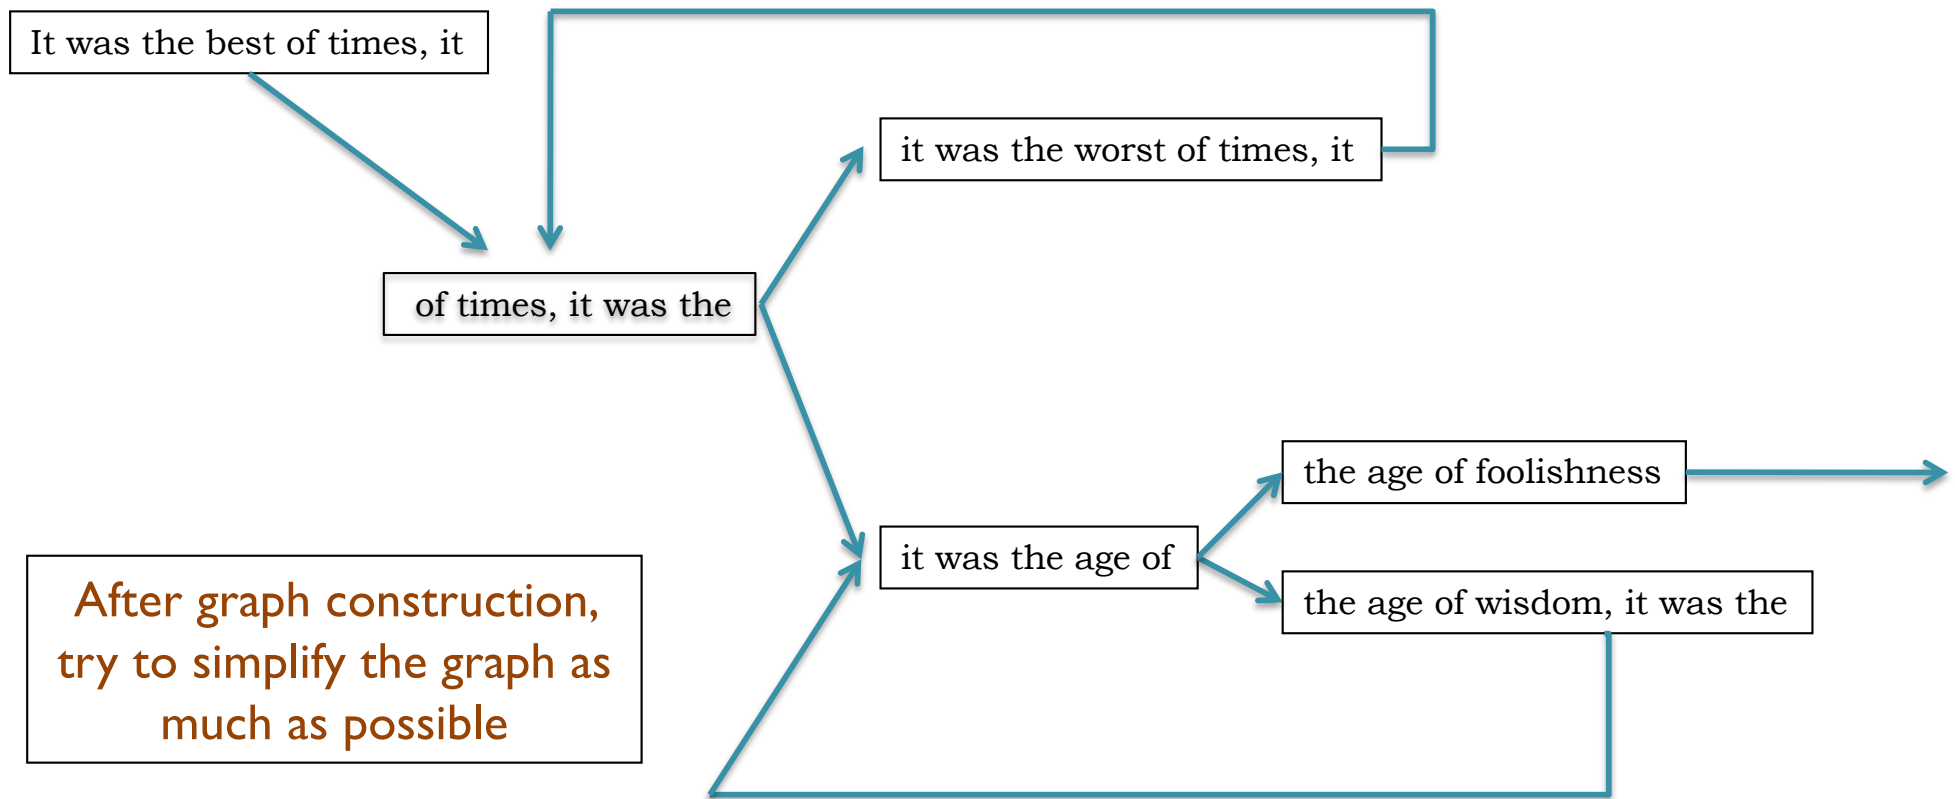 It was the best of times, it
it was the worst of times, it
of times, it was the
the age of foolishness
it was the age of
the age of wisdom, it was the
After graph construction,
try to simplify the graph as
much as possible